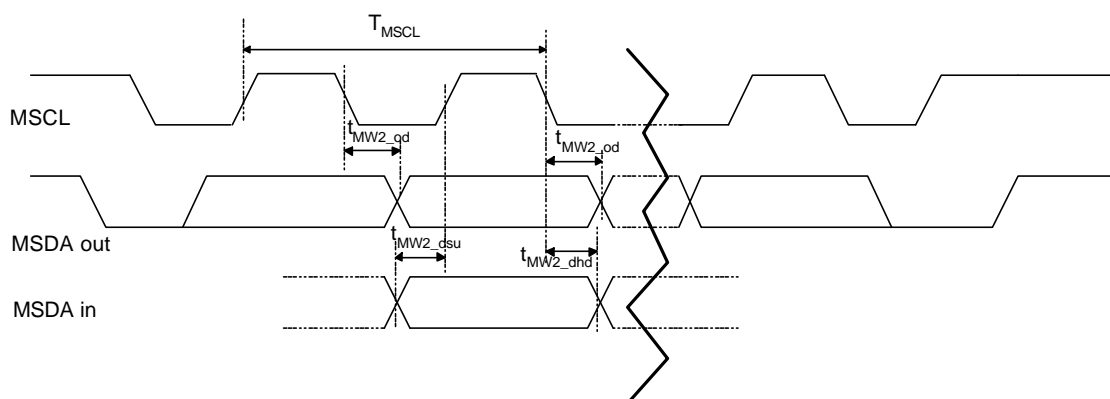 TMSCL
MSCL
tMW2_od
tMW2_od
MSDA out
tMW2_dsu
tMW2_dhd
MSDA in